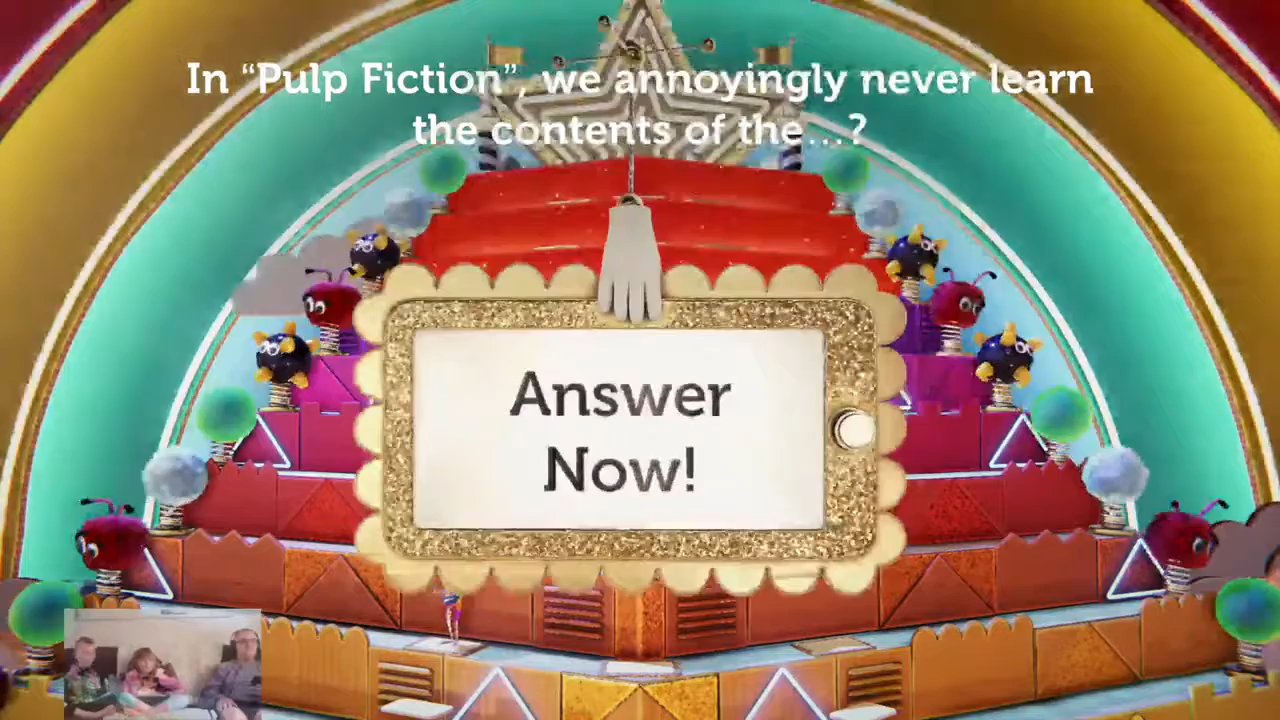 In “Pulp Fiction”, we annoyingly never learn
the contents of the...?
Answer
Now!